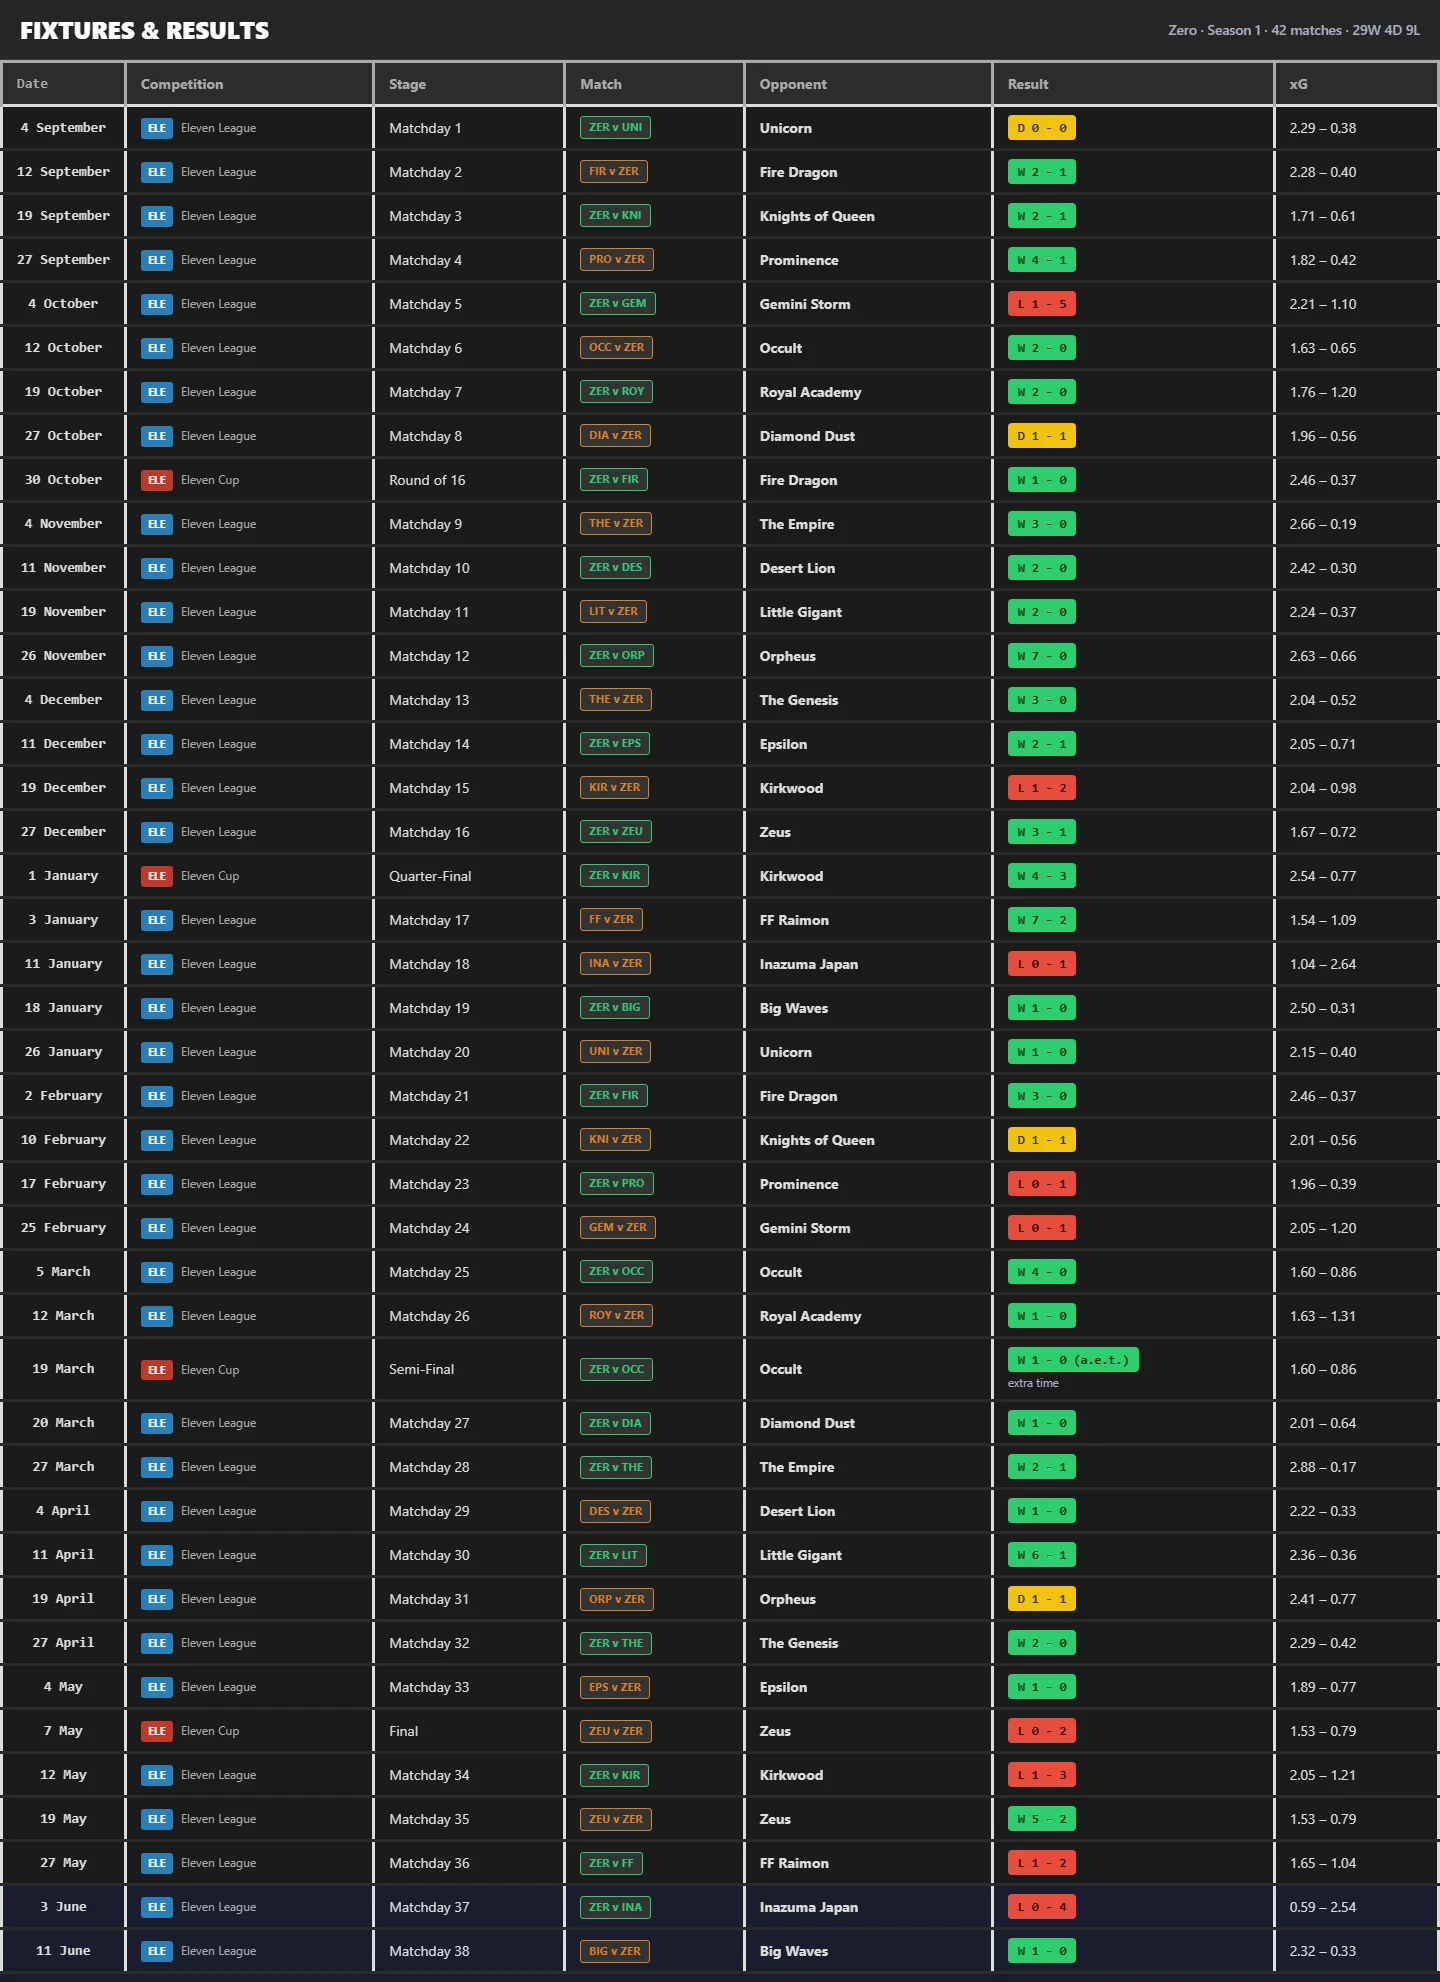 FIXTURES & RESULTS
Zero · Season 1 · 42 matches · 29W 4D 9L
Date Competition Stage Match Opponent Result xG
4 September ELE Eleven League Matchday 1 ZER v UNI Unicorn D 0 - 0 2.29 – 0.38
12 September ELE Eleven League Matchday 2 FIR v ZER Fire Dragon W 2 - 1 2.28 – 0.40
19 September ELE Eleven League Matchday 3 ZER v KNI Knights of Queen W 2 - 1 1.71 – 0.61
27 September ELE Eleven League Matchday 4 PRO v ZER Prominence W 4 - 1 1.82 – 0.42
4 October ELE Eleven League Matchday 5 ZER v GEM Gemini Storm L 1 - 5 2.21 – 1.10
12 October ELE Eleven League Matchday 6 OCC v ZER Occult W 2 - 0 1.63 – 0.65
19 October ELE Eleven League Matchday 7 ZER v ROY Royal Academy W 2 - 0 1.76 – 1.20
27 October ELE Eleven League Matchday 8 DIA v ZER Diamond Dust D 1 - 1 1.96 – 0.56
30 October ELE Eleven Cup Round of 16 ZER v FIR Fire Dragon W 1 - 0 2.46 – 0.37
4 November ELE Eleven League Matchday 9 THE v ZER The Empire W 3 - 0 2.66 – 0.19
11 November ELE Eleven League Matchday 10 ZER v DES Desert Lion W 2 - 0 2.42 – 0.30
19 November ELE Eleven League Matchday 11 LIT v ZER Little Gigant W 2 - 0 2.24 – 0.37
26 November ELE Eleven League Matchday 12 ZER v ORP Orpheus W 7 - 0 2.63 – 0.66
4 December ELE Eleven League Matchday 13 THE v ZER The Genesis W 3 - 0 2.04 – 0.52
11 December ELE Eleven League Matchday 14 ZER v EPS Epsilon W 2 - 1 2.05 – 0.71
19 December ELE Eleven League Matchday 15 KIR v ZER Kirkwood L 1 - 2 2.04 – 0.98
27 December ELE Eleven League Matchday 16 ZER v ZEU Zeus W 3 - 1 1.67 – 0.72
1 January ELE Eleven Cup Quarter-Final ZER v KIR Kirkwood W 4 - 3 2.54 – 0.77
3 January ELE Eleven League Matchday 17 FF v ZER FF Raimon W 7 - 2 1.54 – 1.09
11 January ELE Eleven League Matchday 18 INA v ZER Inazuma Japan L 0 - 1 1.04 – 2.64
18 January ELE Eleven League Matchday 19 ZER v BIG Big Waves W 1 - 0 2.50 – 0.31
26 January ELE Eleven League Matchday 20 UNI v ZER Unicorn W 1 - 0 2.15 – 0.40
2 February ELE Eleven League Matchday 21 ZER v FIR Fire Dragon W 3 - 0 2.46 – 0.37
10 February ELE Eleven League Matchday 22 KNI v ZER Knights of Queen D 1 - 1 2.01 – 0.56
17 February ELE Eleven League Matchday 23 ZER v PRO Prominence L 0 - 1 1.96 – 0.39
25 February ELE Eleven League Matchday 24 GEM v ZER Gemini Storm L 0 - 1 2.05 – 1.20
5 March ELE Eleven League Matchday 25 ZER v OCC Occult W 4 - 0 1.60 – 0.86
12 March ELE Eleven League Matchday 26 ROY v ZER Royal Academy W 1 - 0 1.63 – 1.31
19 March ELE Eleven Cup Semi-Final ZER v OCC Occult W 1 - 0 (a.e.t.) 1.60 – 0.86
extra time
20 March ELE Eleven League Matchday 27 ZER v DIA Diamond Dust W 1 - 0 2.01 – 0.64
27 March ELE Eleven League Matchday 28 ZER v THE The Empire W 2 - 1 2.88 – 0.17
4 April ELE Eleven League Matchday 29 DES v ZER Desert Lion W 1 - 0 2.22 – 0.33
11 April ELE Eleven League Matchday 30 ZER v LIT Little Gigant W 6 - 1 2.36 – 0.36
19 April ELE Eleven League Matchday 31 ORP v ZER Orpheus D 1 - 1 2.41 – 0.77
27 April ELE Eleven League Matchday 32 ZER v THE The Genesis W 2 - 0 2.29 – 0.42
4 May ELE Eleven League Matchday 33 EPS v ZER Epsilon W 1 - 0 1.89 – 0.77
7 May ELE Eleven Cup Final ZEU v ZER Zeus L 0 - 2 1.53 – 0.79
12 May ELE Eleven League Matchday 34 ZER v KIR Kirkwood L 1 - 3 2.05 – 1.21
19 May ELE Eleven League Matchday 35 ZEU v ZER Zeus W 5 - 2 1.53 – 0.79
27 May ELE Eleven League Matchday 36 ZER v FF FF Raimon L 1 - 2 1.65 – 1.04
3 June ELE Eleven League Matchday 37 ZER v INA Inazuma Japan L 0 - 4 0.59 – 2.54
11 June ELE Eleven League Matchday 38 BIG v ZER Big Waves W 1 - 0 2.32 – 0.33